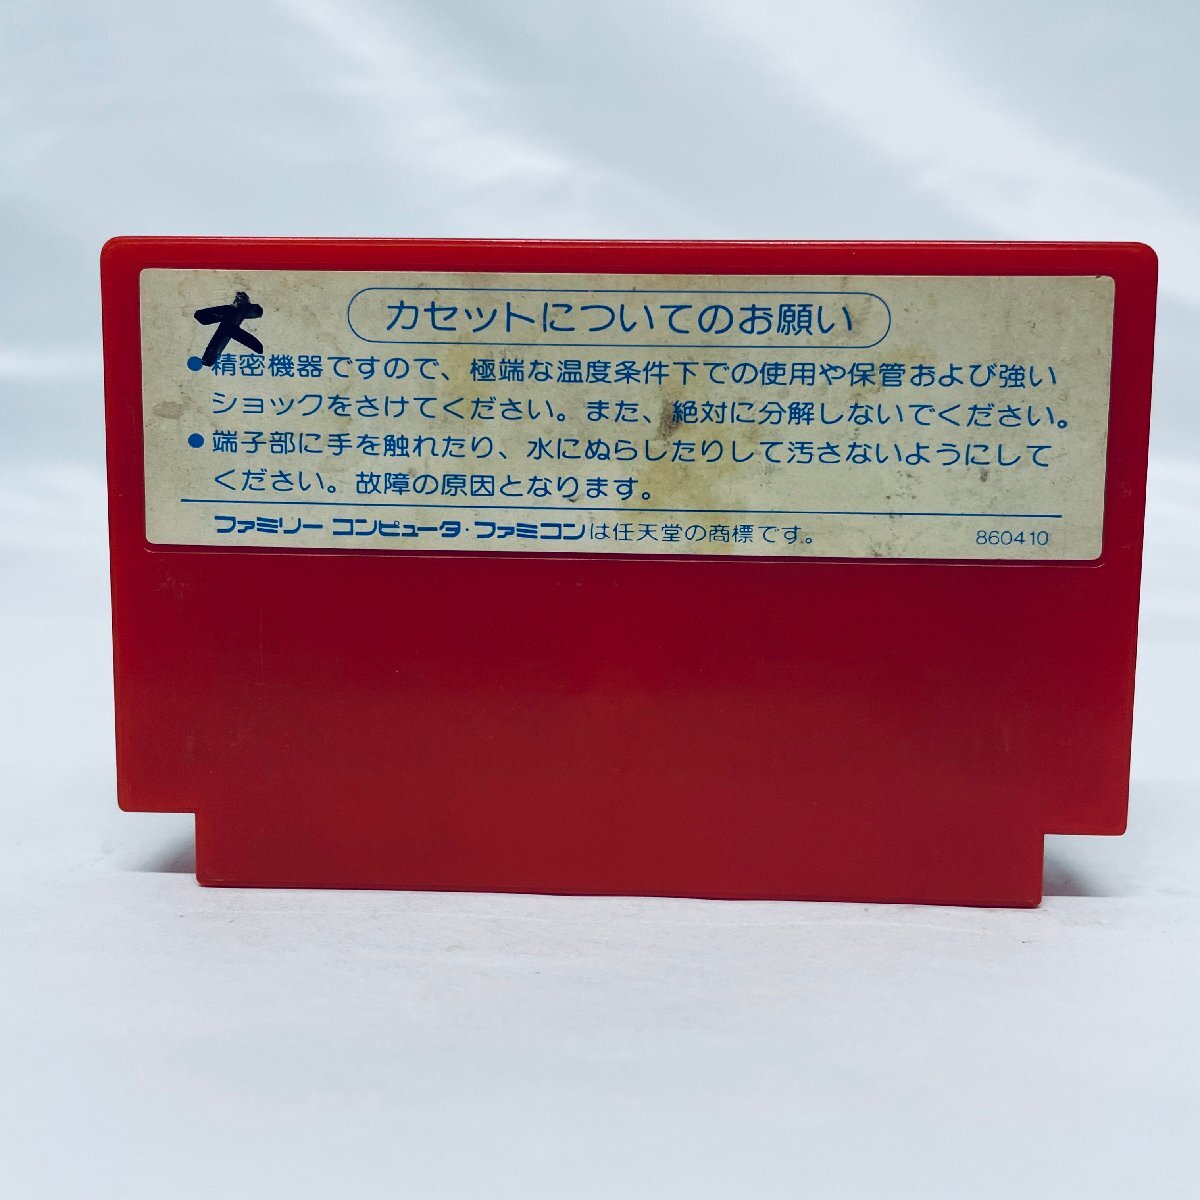 大
カセットについてのお願い
●精密機器ですので、極端な温度条件下での使用や保管および強い
ショックをさけてください。また、絶対に分解しないでください。
●端子部に手を触れたり、水にぬらしたりして汚さないようにして
ください。故障の原因となります。
ファミリー コンピュータ・ファミコンは任天堂の商標です。 860410